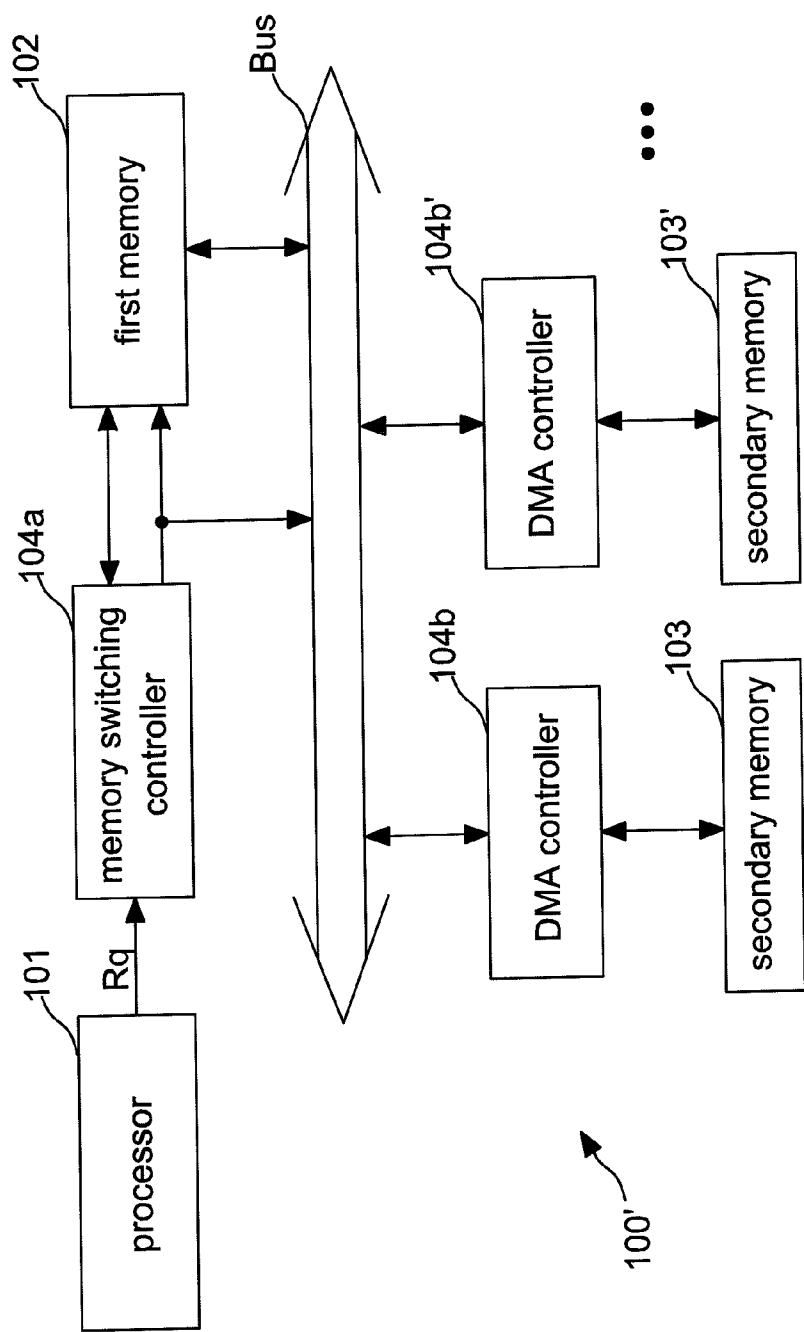 101
processor
Rq
104a
memory switching
controller
102
first memory
Bus
104b
DMA controller
104b'
DMA controller
103
secondary memory
103'
secondary memory
•••
100'